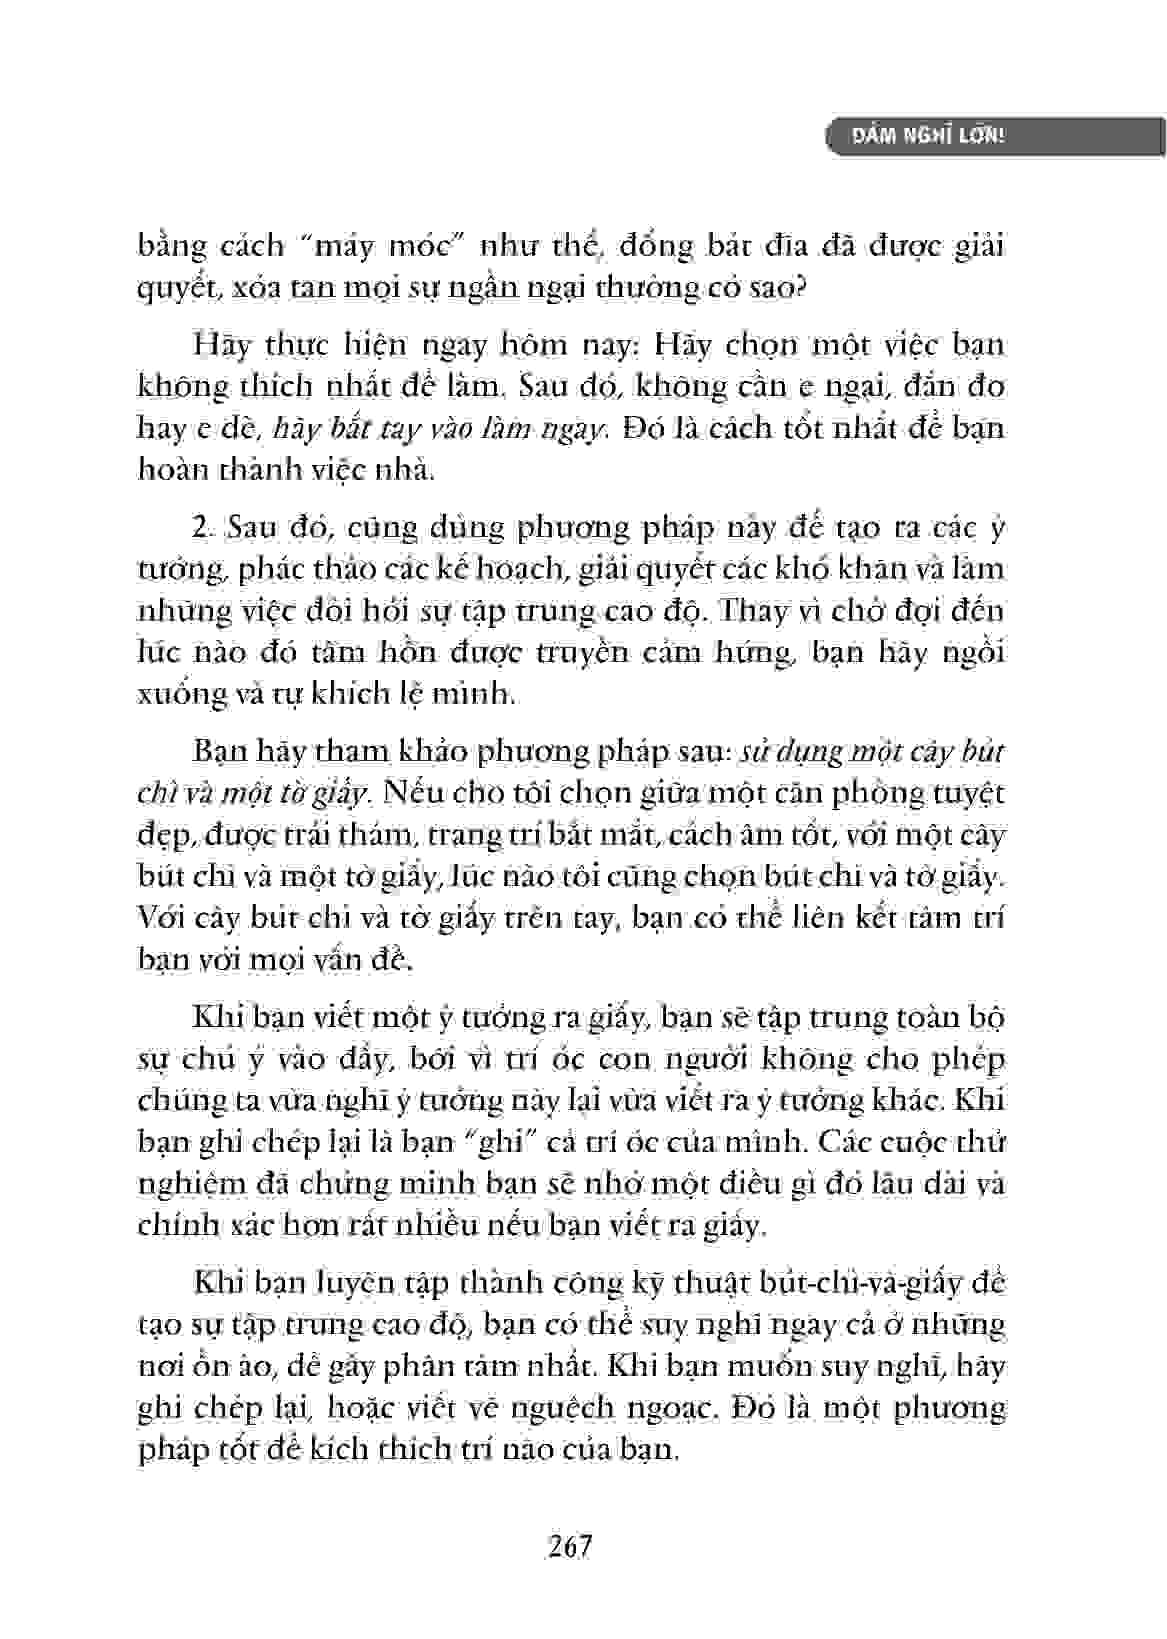 DÁM NGHĨ LỚN!
bằng cách “máy móc” như thế, đống bát đĩa đã được giải
quyết, xóa tan mọi sự ngần ngại thường có sao?
Hãy thực hiện ngay hôm nay: Hãy chọn một việc bạn
không thích nhất để làm. Sau đó, không cần e ngại, đắn đo
hay e dè, hãy bắt tay vào làm ngay. Đó là cách tốt nhất để bạn
hoàn thành việc nhà.
2. Sau đó, cũng dùng phương pháp này để tạo ra các ý
tưởng, phác thảo các kế hoạch, giải quyết các khó khăn và làm
những việc đòi hỏi sự tập trung cao độ. Thay vì chờ đợi đến
lúc nào đó tâm hồn được truyền cảm hứng, bạn hãy ngồi
xuống và tự khích lệ mình.
Bạn hãy tham khảo phương pháp sau: sử dụng một cây bút
chì và một tờ giấy. Nếu cho tôi chọn giữa một căn phòng tuyệt
đẹp, được trải thảm, trang trí bắt mắt, cách âm tốt, với một cây
bút chì và một tờ giấy, lúc nào tôi cũng chọn bút chì và tờ giấy.
Với cây bút chì và tờ giấy trên tay, bạn có thể liên kết tâm trí
bạn với mọi vấn đề.
Khi bạn viết một ý tưởng ra giấy, bạn sẽ tập trung toàn bộ
sự chú ý vào đấy, bởi vì trí óc con người không cho phép
chúng ta vừa nghĩ ý tưởng này lại vừa viết ra ý tưởng khác. Khi
bạn ghi chép lại là bạn “ghi” cả trí óc của mình. Các cuộc thử
nghiệm đã chứng minh bạn sẽ nhớ một điều gì đó lâu dài và
chính xác hơn rất nhiều nếu bạn viết ra giấy.
Khi bạn luyện tập thành công kỹ thuật bút-chì-và-giấy để
tạo sự tập trung cao độ, bạn có thể suy nghĩ ngay cả ở những
nơi ồn ào, dễ gây phân tâm nhất. Khi bạn muốn suy nghĩ, hãy
ghi chép lại, hoặc viết vẽ nguệch ngoạc. Đó là một phương
pháp tốt để kích thích trí não của bạn.
267